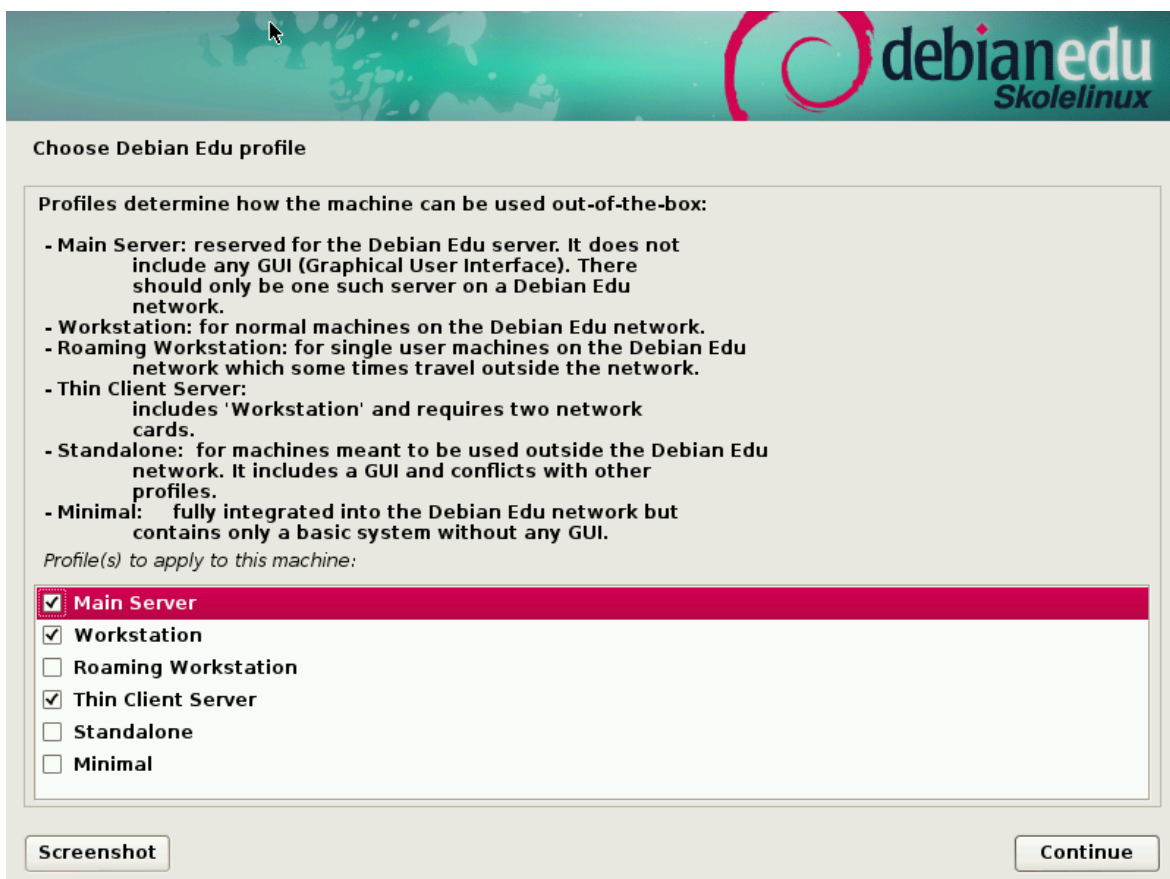 debianedu
Skolelinux
Choose Debian Edu profile
Profiles determine how the machine can be used out-of-the-box:
- Main Server: reserved for the Debian Edu server. It does not
include any GUI (Graphical User Interface). There
should only be one such server on a Debian Edu
network.
- Workstation: for normal machines on the Debian Edu network.
- Roaming Workstation: for single user machines on the Debian Edu
network which some times travel outside the network.
- Thin Client Server:
includes 'Workstation' and requires two network
cards.
- Standalone: for machines meant to be used outside the Debian Edu
network. It includes a GUI and conflicts with other
profiles.
- Minimal: fully integrated into the Debian Edu network but
contains only a basic system without any GUI.
Profile(s) to apply to this machine:
Main Server
Workstation
Roaming Workstation
Thin Client Server
Standalone
Minimal
Screenshot
Continue